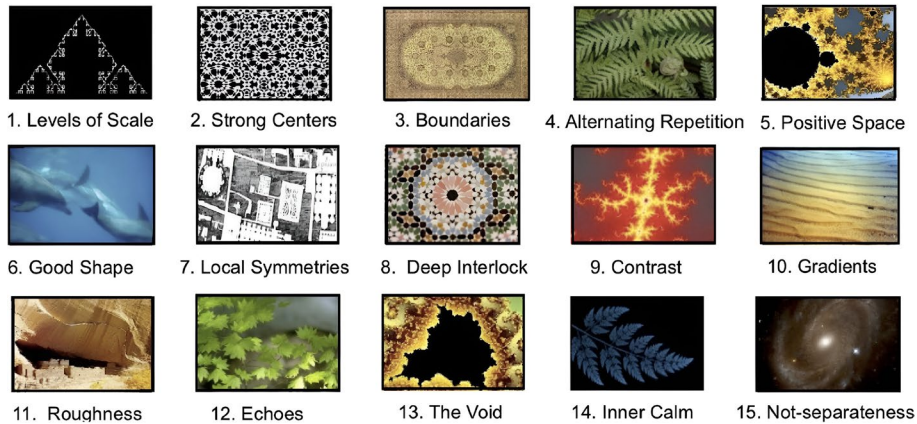 1. Levels of Scale
2. Strong Centers
3. Boundaries
4. Alternating Repetition
5. Positive Space
6. Good Shape
7. Local Symmetries
8. Deep Interlock
9. Contrast
10. Gradients
11. Roughness
12. Echoes
13. The Void
14. Inner Calm
15. Not-separateness